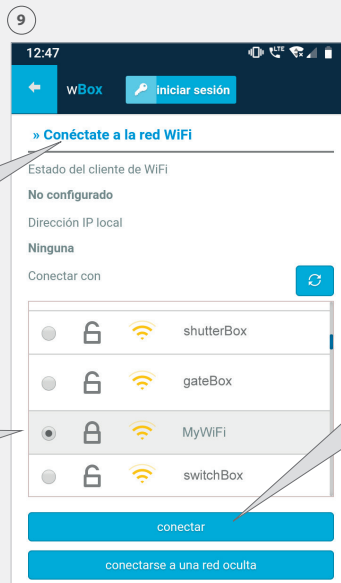 9
12:47
LTE
wBox
iniciar sesión
» Conéctate a la red WiFi
Estado del cliente de WiFi
No configurado
Dirección IP local
Ninguna
Conectar con
shutterBox
gateBox
MyWiFi
switchBox
conectar
conectarse a una red oculta